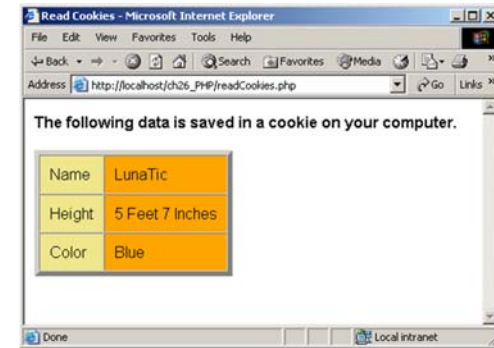 Read Cookies - Microsoft Internet Explorer
File Edit View Favorites Tools Help
Back Search Favorites Media
Address http://localhost/ch26_PHP/readCookies.php Go Links »
The following data is saved in a cookie on your computer.
Name LunaTic
Height 5 Feet 7 Inches
Color Blue
Done Local intranet